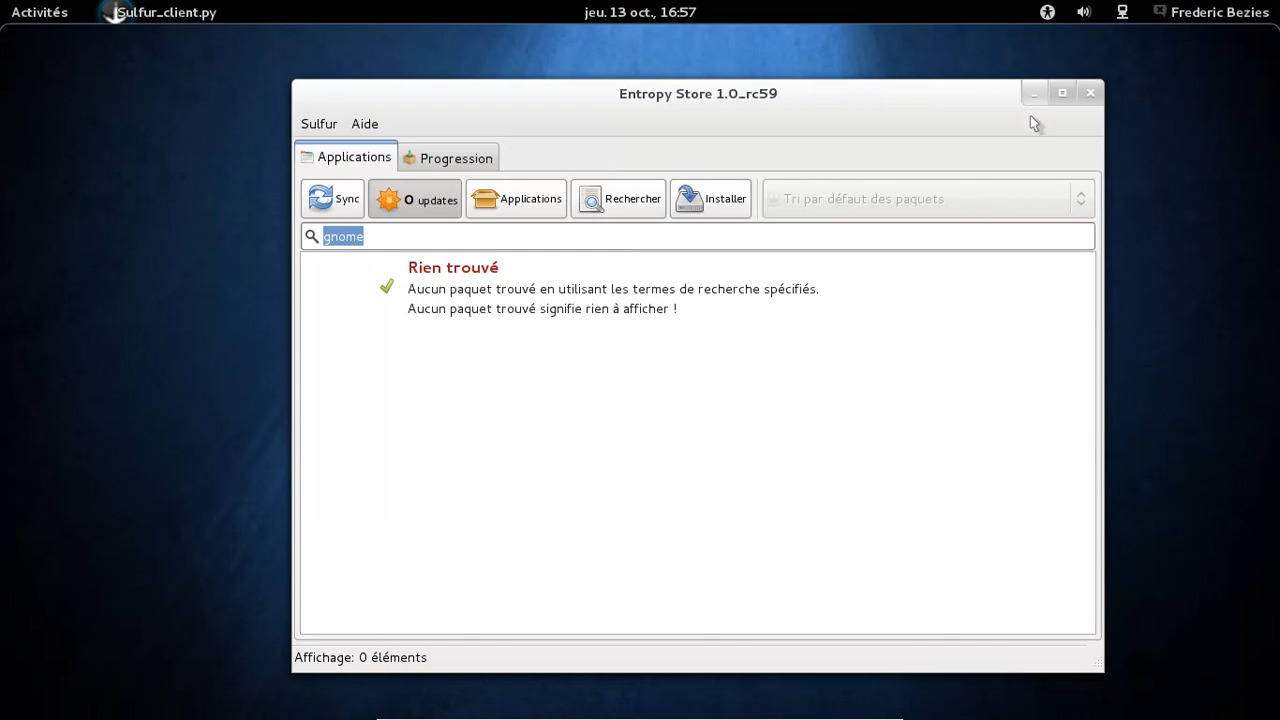 Activités Sulfur_client.py jeu. 13 oct., 16:57 Frederic Bezies
Entropy Store 1.0_rc59
Sulfur Aide
Applications Progression
Sync 0 updates Applications Rechercher Installer Tri par défaut des paquets
gnome
Rien trouvé
Aucun paquet trouvé en utilisant les termes de recherche spécifiés.
Aucun paquet trouvé signifie rien à afficher !
Affichage: 0 éléments